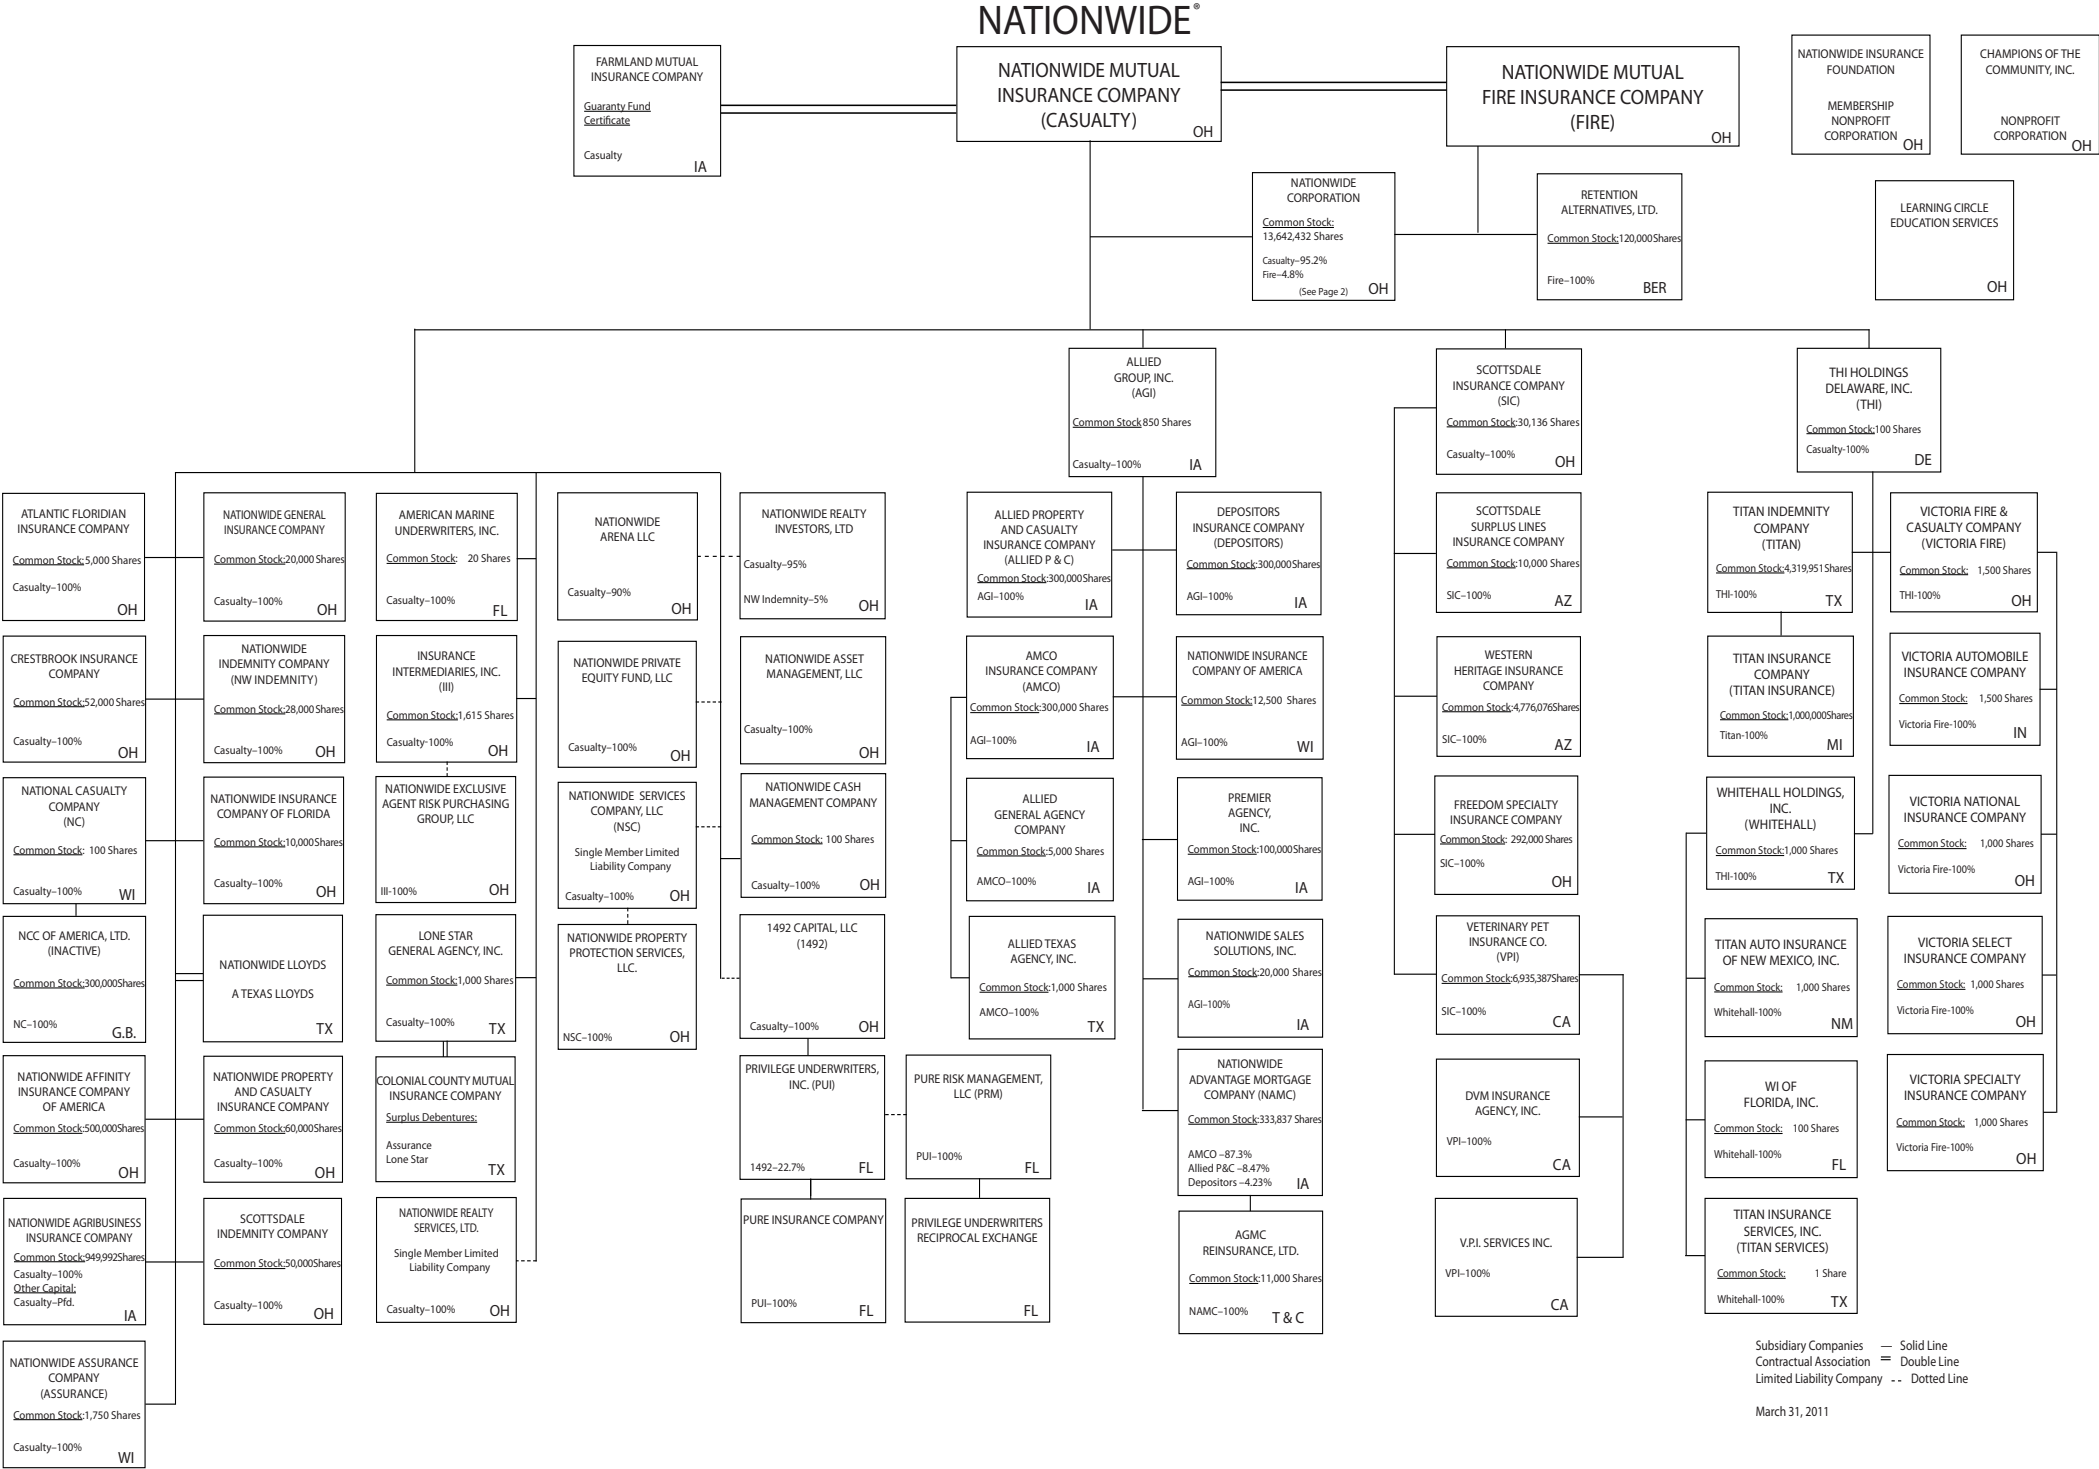 NATIONWIDE®
FARMLAND MUTUAL
INSURANCE COMPANY
Guaranty Fund
Certificate
Casualty
IA
NATIONWIDE MUTUAL
INSURANCE COMPANY
(CASUALTY)
OH
NATIONWIDE MUTUAL
FIRE INSURANCE COMPANY
(FIRE)
OH
NATIONWIDE INSURANCE
FOUNDATION
MEMBERSHIP
NONPROFIT
CORPORATION
OH
CHAMPIONS OF THE
COMMUNITY, INC.
NONPROFIT
CORPORATION
OH
NATIONWIDE
CORPORATION
Common Stock:
13,642,432 Shares
Casualty–95.2%
Fire–4.8%
(See Page 2)
OH
RETENTION
ALTERNATIVES, LTD.
Common Stock:120,000Shares
Fire–100%
BER
LEARNING CIRCLE
EDUCATION SERVICES
OH
ALLIED
GROUP, INC.
(AGI)
Common Stock 850 Shares
Casualty–100%
IA
SCOTTSDALE
INSURANCE COMPANY
(SIC)
Common Stock:30,136 Shares
Casualty–100%
OH
THI HOLDINGS
DELAWARE, INC.
(THI)
Common Stock:100 Shares
Casualty-100%
DE
ATLANTIC FLORIDIAN
INSURANCE COMPANY
Common Stock:5,000 Shares
Casualty–100%
OH
NATIONWIDE GENERAL
INSURANCE COMPANY
Common Stock:20,000 Shares
Casualty–100%
OH
AMERICAN MARINE
UNDERWRITERS, INC.
Common Stock: 20 Shares
Casualty–100%
FL
NATIONWIDE
ARENA LLC
Casualty–90%
OH
NATIONWIDE REALTY
INVESTORS, LTD
Casualty–95%
NW Indemnity–5%
OH
ALLIED PROPERTY
AND CASUALTY
INSURANCE COMPANY
(ALLIED P & C)
Common Stock:300,000Shares
AGI–100%
IA
DEPOSITORS
INSURANCE COMPANY
(DEPOSITORS)
Common Stock:300,000Shares
AGI–100%
IA
SCOTTSDALE
SURPLUS LINES
INSURANCE COMPANY
Common Stock:10,000 Shares
SIC–100%
AZ
TITAN INDEMNITY
COMPANY
(TITAN)
Common Stock:4,319,951Shares
THI-100%
TX
VICTORIA FIRE &
CASUALTY COMPANY
(VICTORIA FIRE)
Common Stock: 1,500 Shares
THI-100%
OH
CRESTBROOK INSURANCE
COMPANY
Common Stock:52,000 Shares
Casualty–100%
OH
NATIONWIDE
INDEMNITY COMPANY
(NW INDEMNITY)
Common Stock:28,000Shares
Casualty–100%
OH
INSURANCE
INTERMEDIARIES, INC.
(III)
Common Stock:1,615 Shares
Casualty-100%
OH
NATIONWIDE PRIVATE
EQUITY FUND, LLC
Casualty–100%
OH
NATIONWIDE ASSET
MANAGEMENT, LLC
Casualty–100%
OH
AMCO
INSURANCE COMPANY
(AMCO)
Common Stock:300,000 Shares
AGI–100%
IA
NATIONWIDE INSURANCE
COMPANY OF AMERICA
Common Stock:12,500 Shares
AGI–100%
WI
WESTERN
HERITAGE INSURANCE
COMPANY
Common Stock:4,776,076Shares
SIC–100%
AZ
TITAN INSURANCE
COMPANY
(TITAN INSURANCE)
Common Stock:1,000,000Shares
Titan-100%
MI
VICTORIA AUTOMOBILE
INSURANCE COMPANY
Common Stock: 1,500 Shares
Victoria Fire-100%
IN
NATIONAL CASUALTY
COMPANY
(NC)
Common Stock: 100 Shares
Casualty–100%
WI
NATIONWIDE INSURANCE
COMPANY OF FLORIDA
Common Stock:10,000Shares
Casualty–100%
OH
NATIONWIDE EXCLUSIVE
AGENT RISK PURCHASING
GROUP, LLC
III-100%
OH
NATIONWIDE SERVICES
COMPANY, LLC
(NSC)
Single Member Limited
Liability Company
Casualty–100%
OH
NATIONWIDE CASH
MANAGEMENT COMPANY
Common Stock: 100 Shares
Casualty–100%
OH
ALLIED
GENERAL AGENCY
COMPANY
Common Stock:5,000 Shares
AMCO–100%
IA
PREMIER
AGENCY,
INC.
Common Stock:100,000Shares
AGI–100%
IA
FREEDOM SPECIALTY
INSURANCE COMPANY
Common Stock: 292,000 Shares
SIC–100%
OH
WHITEHALL HOLDINGS,
INC.
(WHITEHALL)
Common Stock:1,000 Shares
THI-100%
TX
VICTORIA NATIONAL
INSURANCE COMPANY
Common Stock: 1,000 Shares
Victoria Fire-100%
OH
NCC OF AMERICA, LTD.
(INACTIVE)
Common Stock:300,000Shares
NC–100%
G.B.
NATIONWIDE LLOYDS
A TEXAS LLOYDS
TX
LONE STAR
GENERAL AGENCY, INC.
Common Stock:1,000 Shares
Casualty–100%
TX
NATIONWIDE PROPERTY
PROTECTION SERVICES,
LLC.
NSC–100%
OH
1492 CAPITAL, LLC
(1492)
Casualty–100%
OH
ALLIED TEXAS
AGENCY, INC.
Common Stock:1,000 Shares
AMCO–100%
TX
NATIONWIDE SALES
SOLUTIONS, INC.
Common Stock:20,000 Shares
AGI–100%
IA
VETERINARY PET
INSURANCE CO.
(VPI)
Common Stock:6,935,387Shares
SIC–100%
CA
TITAN AUTO INSURANCE
OF NEW MEXICO, INC.
Common Stock: 1,000 Shares
Whitehall-100%
NM
VICTORIA SELECT
INSURANCE COMPANY
Common Stock: 1,000 Shares
Victoria Fire-100%
OH
NATIONWIDE AFFINITY
INSURANCE COMPANY
OF AMERICA
Common Stock:500,000Shares
Casualty–100%
OH
NATIONWIDE PROPERTY
AND CASUALTY
INSURANCE COMPANY
Common Stock:60,000Shares
Casualty–100%
OH
COLONIAL COUNTY MUTUAL
INSURANCE COMPANY
Surplus Debentures:
Assurance
Lone Star
TX
PRIVILEGE UNDERWRITERS,
INC. (PUI)
1492–22.7%
FL
PURE RISK MANAGEMENT,
LLC (PRM)
PUI–100%
FL
NATIONWIDE
ADVANTAGE MORTGAGE
COMPANY (NAMC)
Common Stock:333,837 Shares
AMCO –87.3%
Allied P&C –8.47%
Depositors –4.23%
IA
DVM INSURANCE
AGENCY, INC.
VPI–100%
CA
WI OF
FLORIDA, INC.
Common Stock: 100 Shares
Whitehall-100%
FL
VICTORIA SPECIALTY
INSURANCE COMPANY
Common Stock: 1,000 Shares
Victoria Fire-100%
OH
NATIONWIDE AGRIBUSINESS
INSURANCE COMPANY
Common Stock:949,992Shares
Casualty–100%
Other Capital:
Casualty–Pfd.
IA
SCOTTSDALE
INDEMNITY COMPANY
Common Stock:50,000Shares
Casualty–100%
OH
NATIONWIDE REALTY
SERVICES, LTD.
Single Member Limited
Liability Company
Casualty–100%
OH
PURE INSURANCE COMPANY
PUI–100%
FL
PRIVILEGE UNDERWRITERS
RECIPROCAL EXCHANGE
FL
AGMC
REINSURANCE, LTD.
Common Stock:11,000 Shares
NAMC–100%
T & C
V.P.I. SERVICES INC.
VPI–100%
CA
TITAN INSURANCE
SERVICES, INC.
(TITAN SERVICES)
Common Stock: 1 Share
Whitehall-100%
TX
NATIONWIDE ASSURANCE
COMPANY
(ASSURANCE)
Common Stock:1,750 Shares
Casualty–100%
WI
Subsidiary Companies — Solid Line
Contractual Association = Double Line
Limited Liability Company -- Dotted Line
March 31, 2011